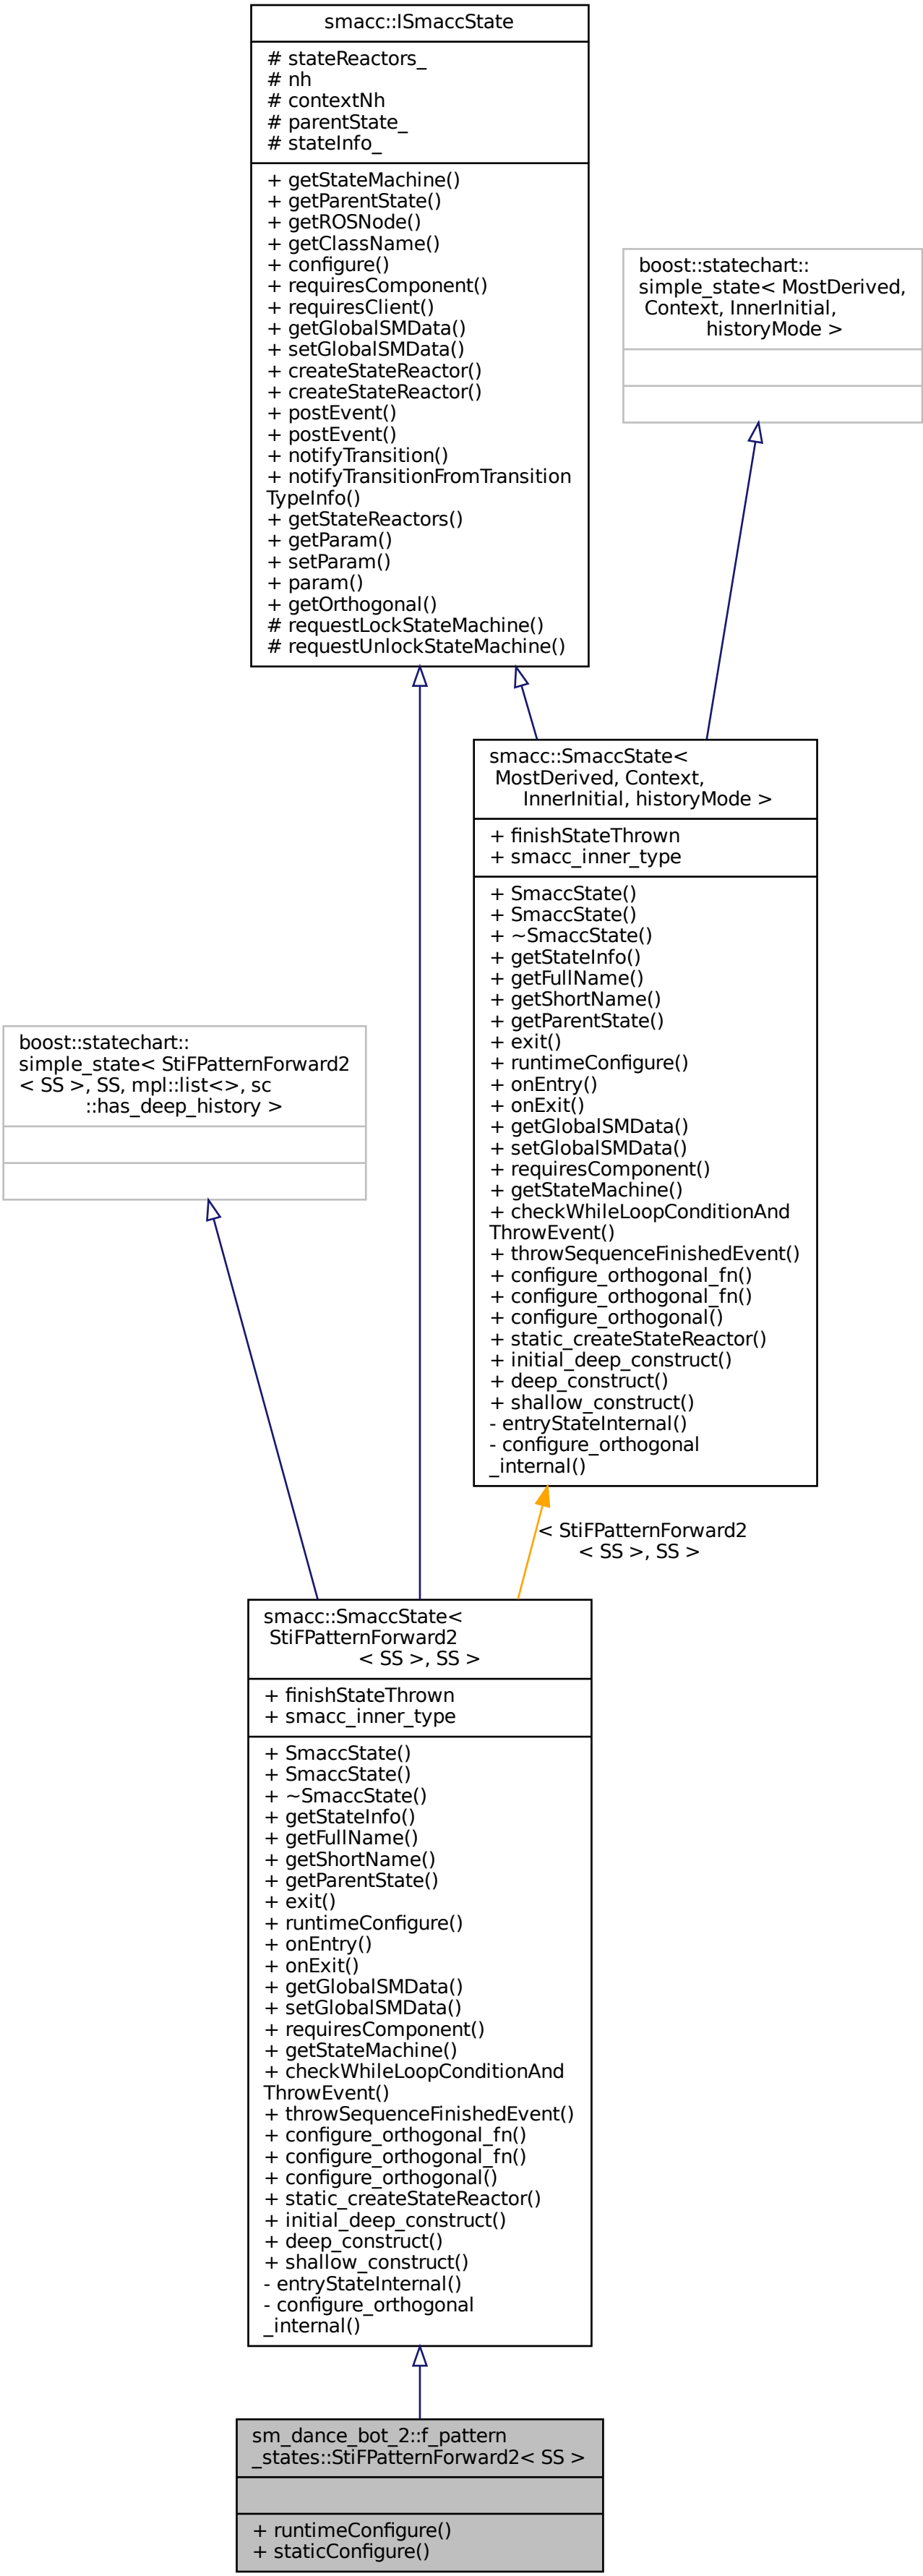 smacc::ISmaccState
# stateReactors_
# nh
# contextNh
# parentState_
# stateInfo_
+ getStateMachine()
+ getParentState()
+ getROSNode()
+ getClassName()
+ configure()
+ requiresComponent()
+ requiresClient()
+ getGlobalSMData()
+ setGlobalSMData()
+ createStateReactor()
+ createStateReactor()
+ postEvent()
+ postEvent()
+ notifyTransition()
+ notifyTransitionFromTransition
TypeInfo()
+ getStateReactors()
+ getParam()
+ setParam()
+ param()
+ getOrthogonal()
# requestLockStateMachine()
# requestUnlockStateMachine()
boost::statechart::
simple_state< MostDerived,
Context, InnerInitial,
historyMode >
smacc::SmaccState<
MostDerived, Context,
InnerInitial, historyMode >
+ finishStateThrown
+ smacc_inner_type
+ SmaccState()
+ SmaccState()
+ ~SmaccState()
+ getStateInfo()
+ getFullName()
+ getShortName()
+ getParentState()
+ exit()
+ runtimeConfigure()
+ onEntry()
+ onExit()
+ getGlobalSMData()
+ setGlobalSMData()
+ requiresComponent()
+ getStateMachine()
+ checkWhileLoopConditionAnd
ThrowEvent()
+ throwSequenceFinishedEvent()
+ configure_orthogonal_fn()
+ configure_orthogonal_fn()
+ configure_orthogonal()
+ static_createStateReactor()
+ initial_deep_construct()
+ deep_construct()
+ shallow_construct()
- entryStateInternal()
- configure_orthogonal
_internal()
boost::statechart::
simple_state< StiFPatternForward2
< SS >, SS, mpl::list<>, sc
::has_deep_history >
< StiFPatternForward2
< SS >, SS >
smacc::SmaccState<
StiFPatternForward2
< SS >, SS >
+ finishStateThrown
+ smacc_inner_type
+ SmaccState()
+ SmaccState()
+ ~SmaccState()
+ getStateInfo()
+ getFullName()
+ getShortName()
+ getParentState()
+ exit()
+ runtimeConfigure()
+ onEntry()
+ onExit()
+ getGlobalSMData()
+ setGlobalSMData()
+ requiresComponent()
+ getStateMachine()
+ checkWhileLoopConditionAnd
ThrowEvent()
+ throwSequenceFinishedEvent()
+ configure_orthogonal_fn()
+ configure_orthogonal_fn()
+ configure_orthogonal()
+ static_createStateReactor()
+ initial_deep_construct()
+ deep_construct()
+ shallow_construct()
- entryStateInternal()
- configure_orthogonal
_internal()
sm_dance_bot_2::f_pattern
_states::StiFPatternForward2< SS >
+ runtimeConfigure()
+ staticConfigure()